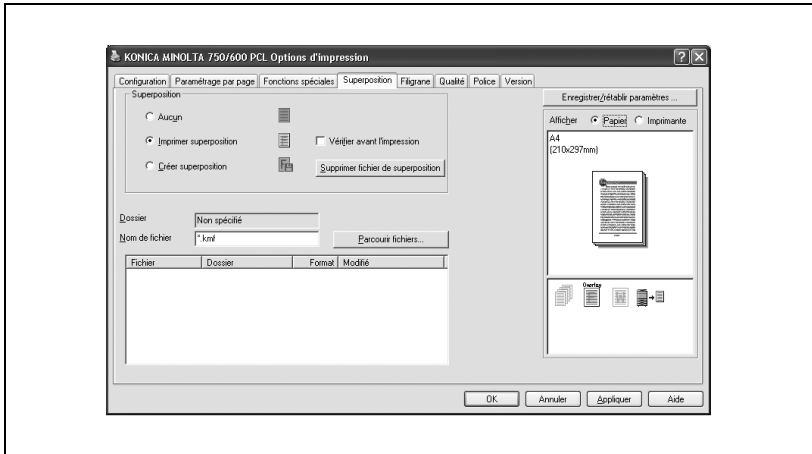 KONICA MINOLTA 750/600 PCL Options d'impression
Configuration Paramétrage par page Fonctions spéciales Superposition Filigrane Qualité Police Version
Superposition
Aucun
Imprimer superposition
Vérifier avant l'impression
Créer superposition
Supprimer fichier de superposition
Dossier
Non spécifié
Nom de fichier
*.kmf
Parcourir fichiers...
Fichier Dossier Format Modifié
Enregistrer/rétablir paramètres ...
Afficher Papier Imprimante
A4
(210x297mm)
Overlay
OK Annuler Appliquer Aide